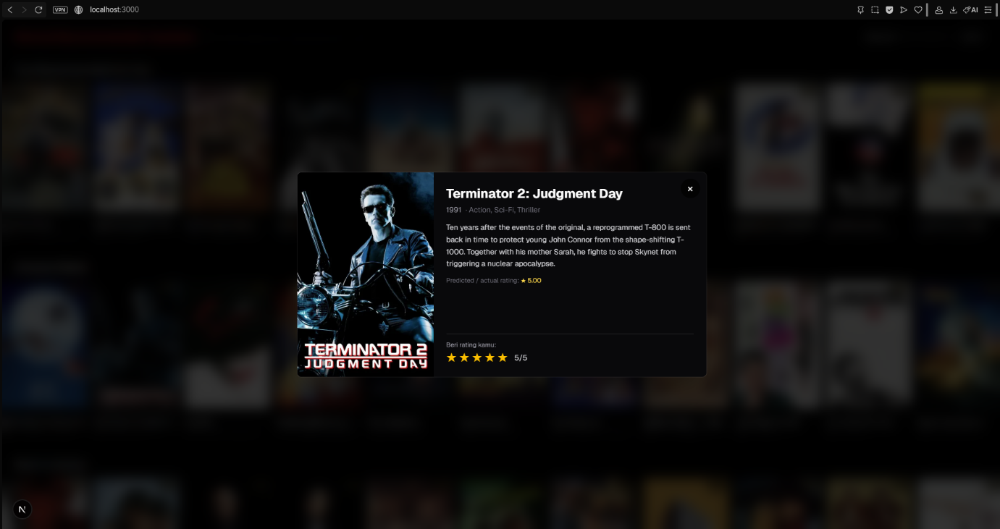 VPN
localhost:3000
AI
Terminator 2: Judgment Day
1991 · Action, Sci-Fi, Thriller
Ten years after the events of the original, a reprogrammed T-800 is sent
back in time to protect young John Connor from the shape-shifting T-
1000. Together with his mother Sarah, he fights to stop Skynet from
triggering a nuclear apocalypse.
Predicted / actual rating: ★ 5.00
Beri rating kamu:
★ ★ ★ ★ ★ 5/5
TERMINATOR 2
JUDGMENT DAY
N